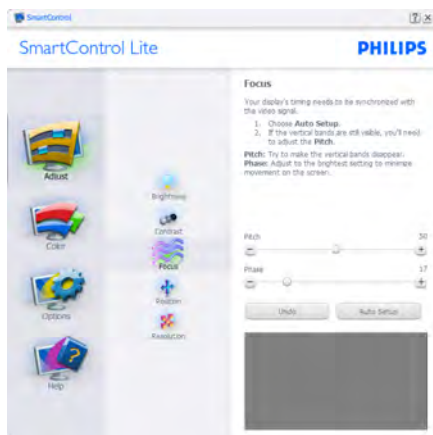 SmartControl
SmartControl Lite
PHILIPS
Adjust
Color
Options
Help
Brightness
Contrast
Focus
Position
Resolution
Focus
Your display's timing needs to be synchronized with
the video signal.
1. Choose Auto Setup.
2. If the vertical bands are still visible, you'll need
to adjust the Pitch.
Pitch: Try to make the vertical bands disappear.
Phase: Adjust to the brightest setting to minimize
movement on the screen.
Pitch 50
Phase 17
Undo Auto Setup